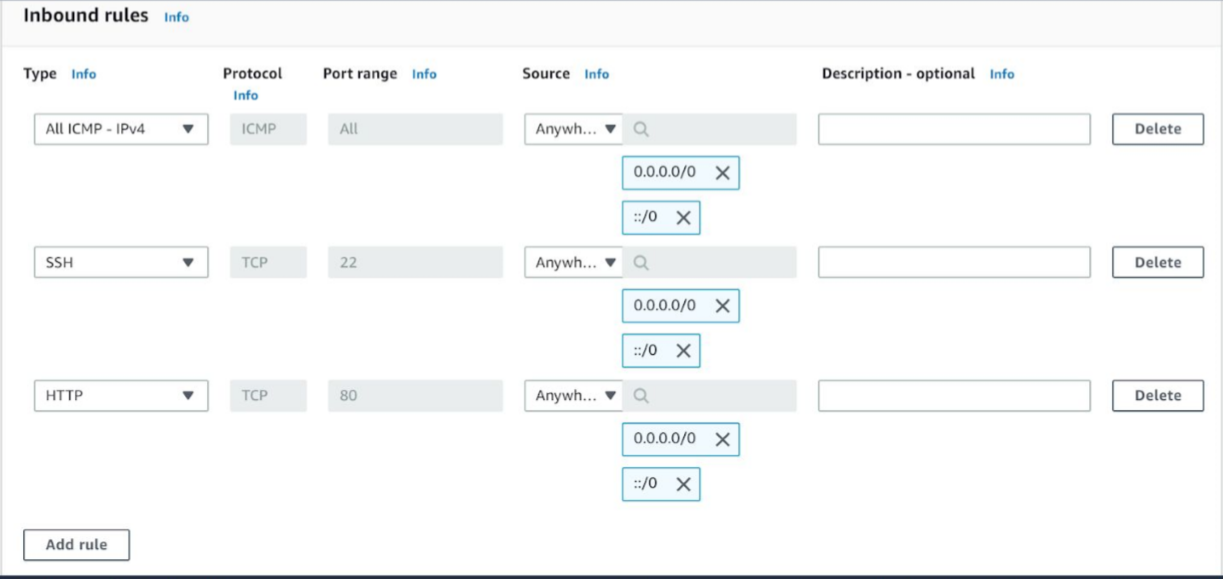 Inbound rules Info
Type Info Protocol Info Port range Info Source Info Description - optional Info
All ICMP - IPv4 ICMP All Anywh... Delete
0.0.0.0/0
::/0
SSH TCP 22 Anywh... Delete
0.0.0.0/0
::/0
HTTP TCP 80 Anywh... Delete
0.0.0.0/0
::/0
Add rule